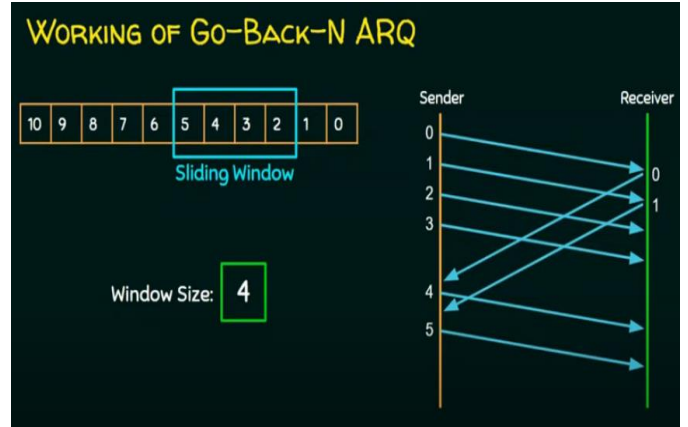 WORKING OF GO-BACK-N ARQ
Sender Receiver
10 9 8 7 6 5 4 3 2 1 0
Sliding Window
Window Size: 4
0
1
2
3
4
5
0
1